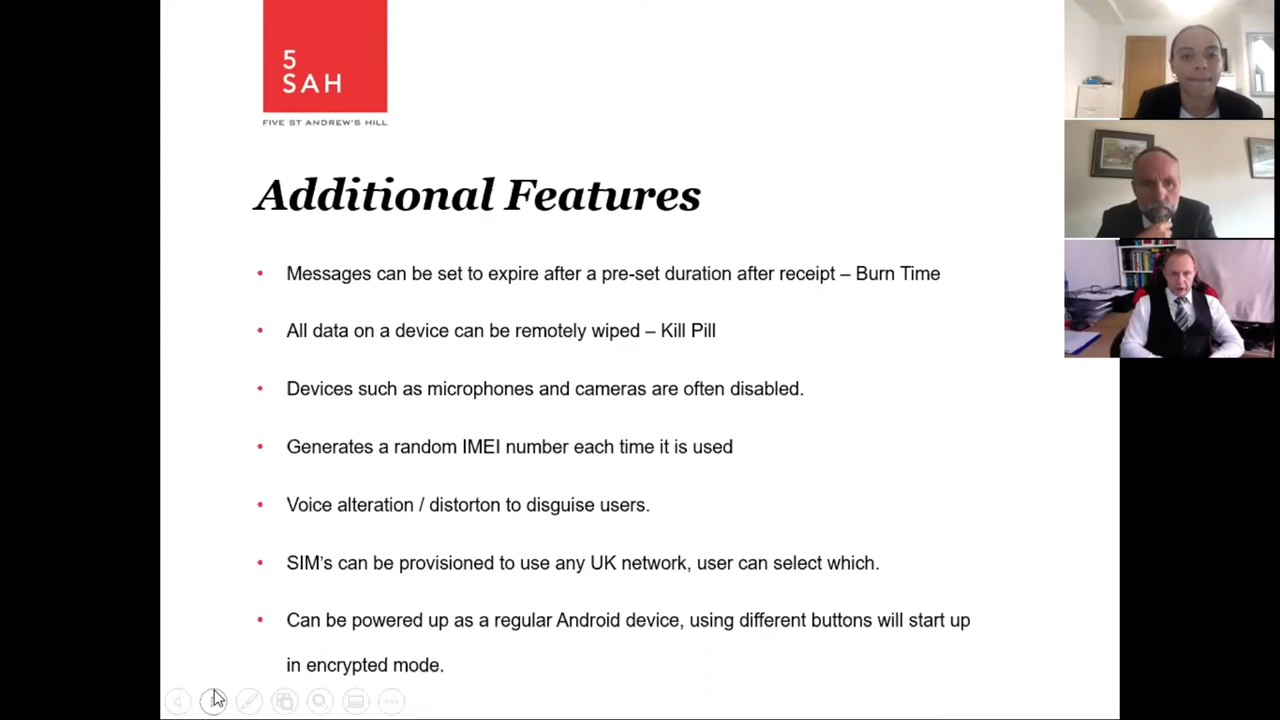 5
SAH
FIVE ST ANDREW'S HILL
Additional Features
• Messages can be set to expire after a pre-set duration after receipt – Burn Time
• All data on a device can be remotely wiped – Kill Pill
• Devices such as microphones and cameras are often disabled.
• Generates a random IMEI number each time it is used
• Voice alteration / distorton to disguise users.
• SIM's can be provisioned to use any UK network, user can select which.
• Can be powered up as a regular Android device, using different buttons will start up
in encrypted mode.